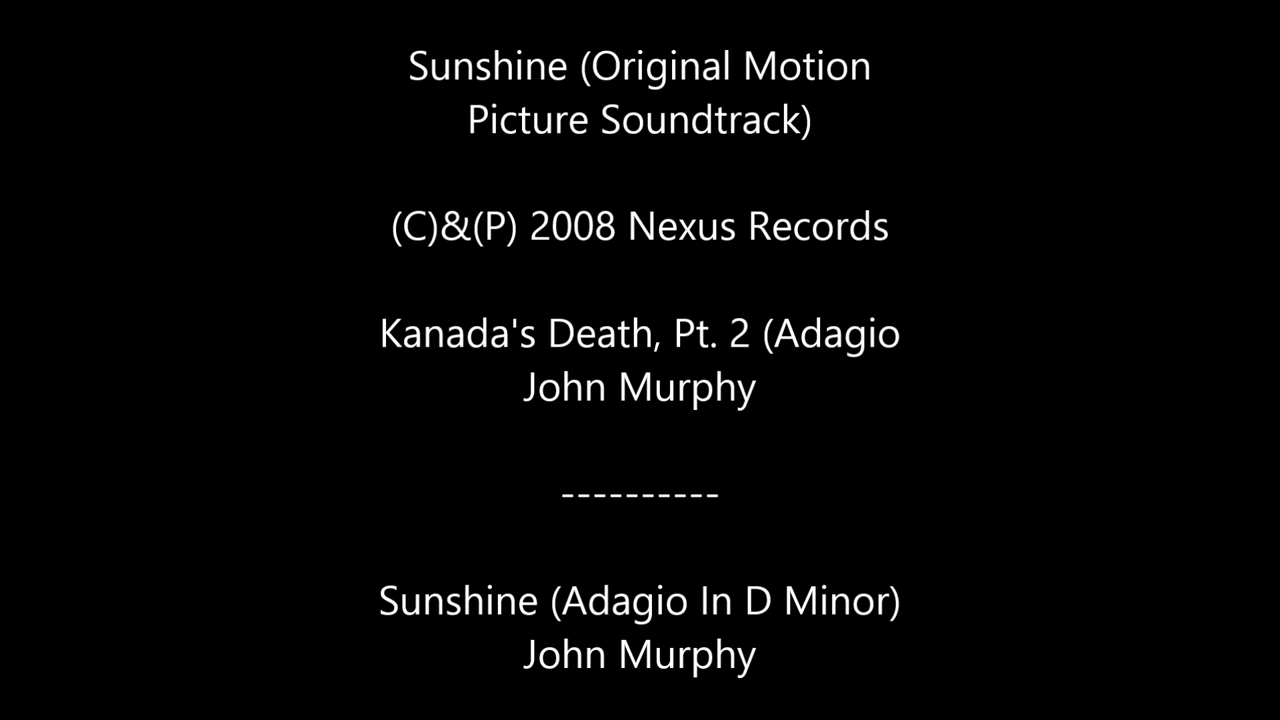 Sunshine (Original Motion
Picture Soundtrack)
(C)&(P) 2008 Nexus Records
Kanada's Death, Pt. 2 (Adagio
John Murphy
----------
Sunshine (Adagio In D Minor)
John Murphy